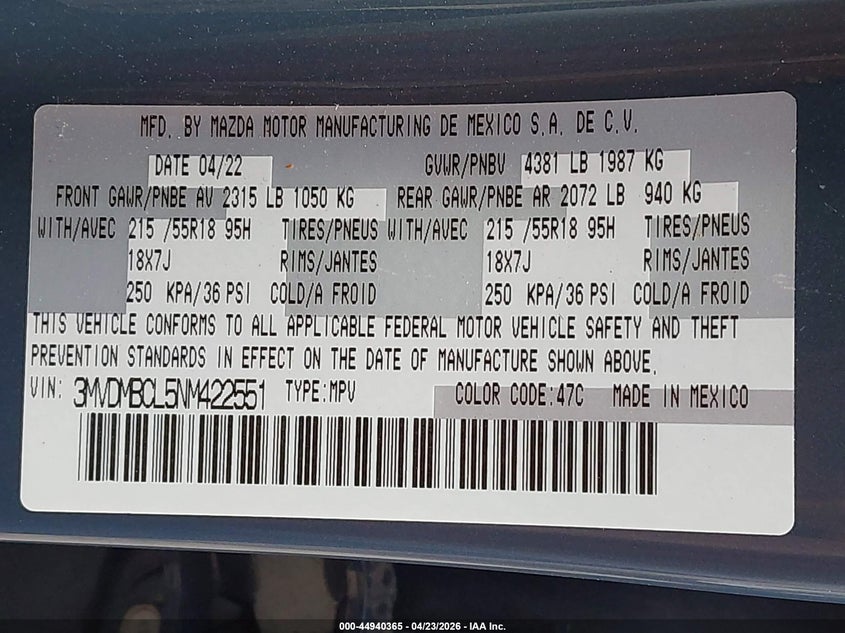 MFD. BY MAZDA MOTOR MANUFACTURING DE MEXICO S.A. DE C.V.
DATE 04/22 GVWR/PNBV 4381 LB 1987 KG
FRONT GAWR/PNBE AV 2315 LB 1050 KG REAR GAWR/PNBE AR 2072 LB 940 KG
WITH/AVEC 215 /55R18 95H TIRES/PNEUS WITH/AVEC 215 /55R18 95H TIRES/PNEUS
18X7J RIMS/JANTES 18X7J RIMS/JANTES
250 KPA/36 PSI COLD/A FROID 250 KPA/36 PSI COLD/A FROID
THIS VEHICLE CONFORMS TO ALL APPLICABLE FEDERAL MOTOR VEHICLE SAFETY AND THEFT
PREVENTION STANDARDS IN EFFECT ON THE DATE OF MANUFACTURE SHOWN ABOVE.
VIN: 3MVDMBCL5NM422551 TYPE:MPV COLOR CODE:47C MADE IN MEXICO
000-44940365 - 04/23/2026 - IAA Inc.